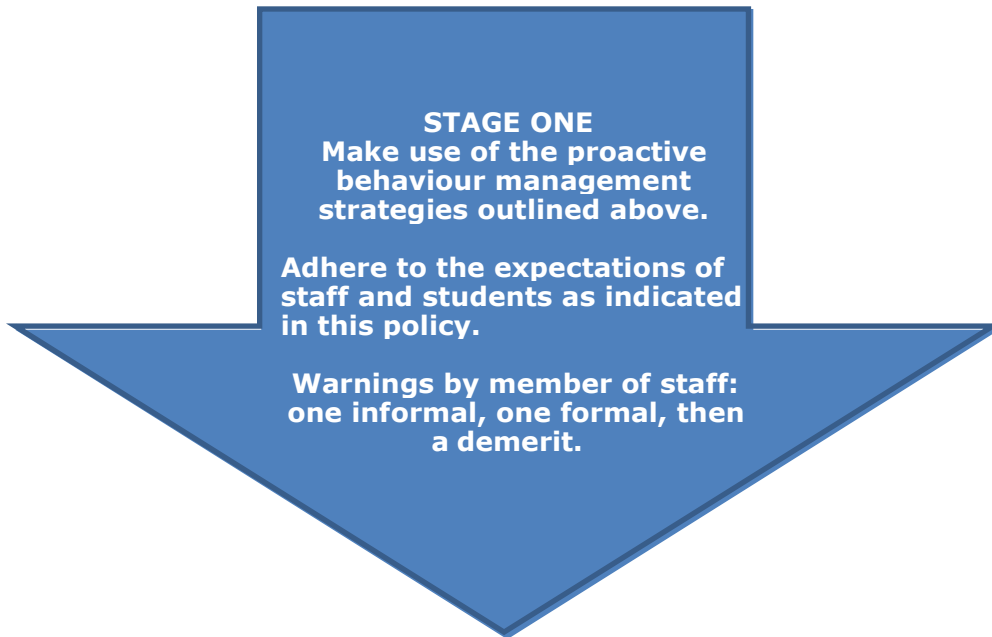 STAGE ONE
Make use of the proactive
behaviour management
strategies outlined above.
Adhere to the expectations of
staff and students as indicated
in this policy.
Warnings by member of staff:
one informal, one formal, then
a demerit.